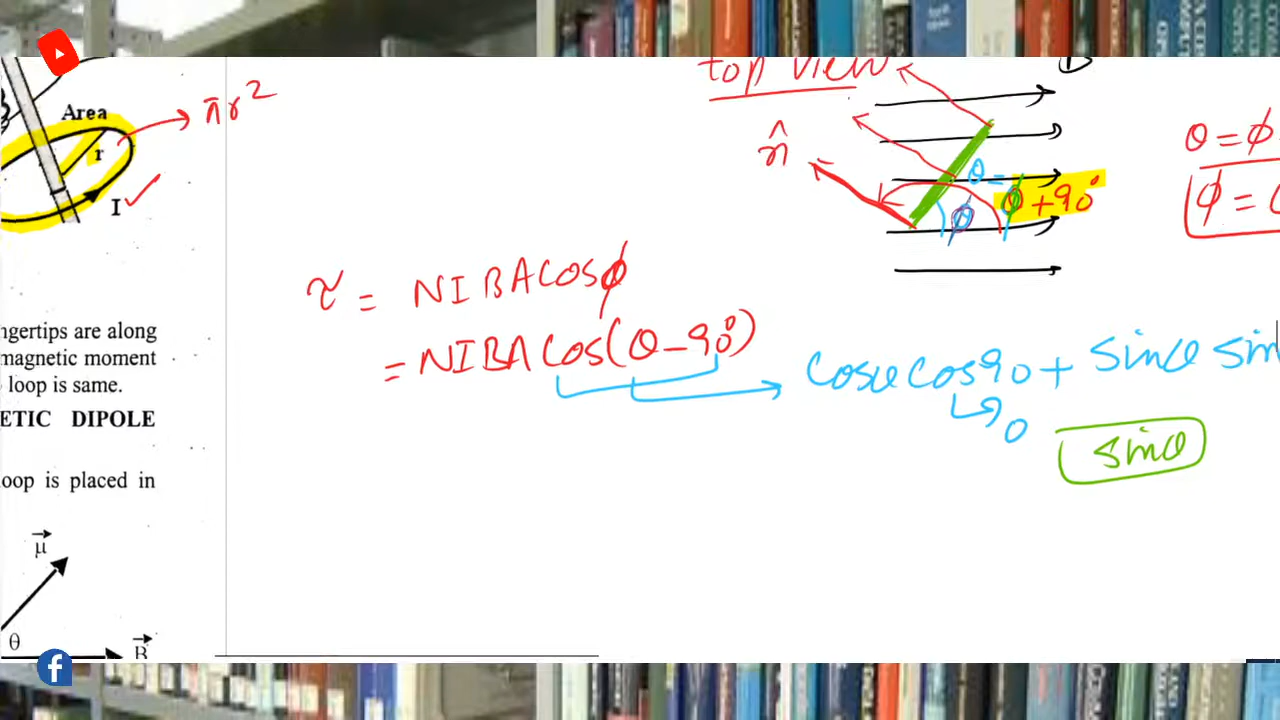 Area
r
I
πr²
ngertips are along
magnetic moment
loop is same.
ETIC DIPOLE
oop is placed in
μ
θ
B
top view
n̂
θ =
ϕ + 90°
ϕ
θ = ϕ
ϕ =
τ = NIBA cos ϕ
= NIBA cos(θ – 90°)
cosθ cos90 + sinθ sin
0
sinθ
f